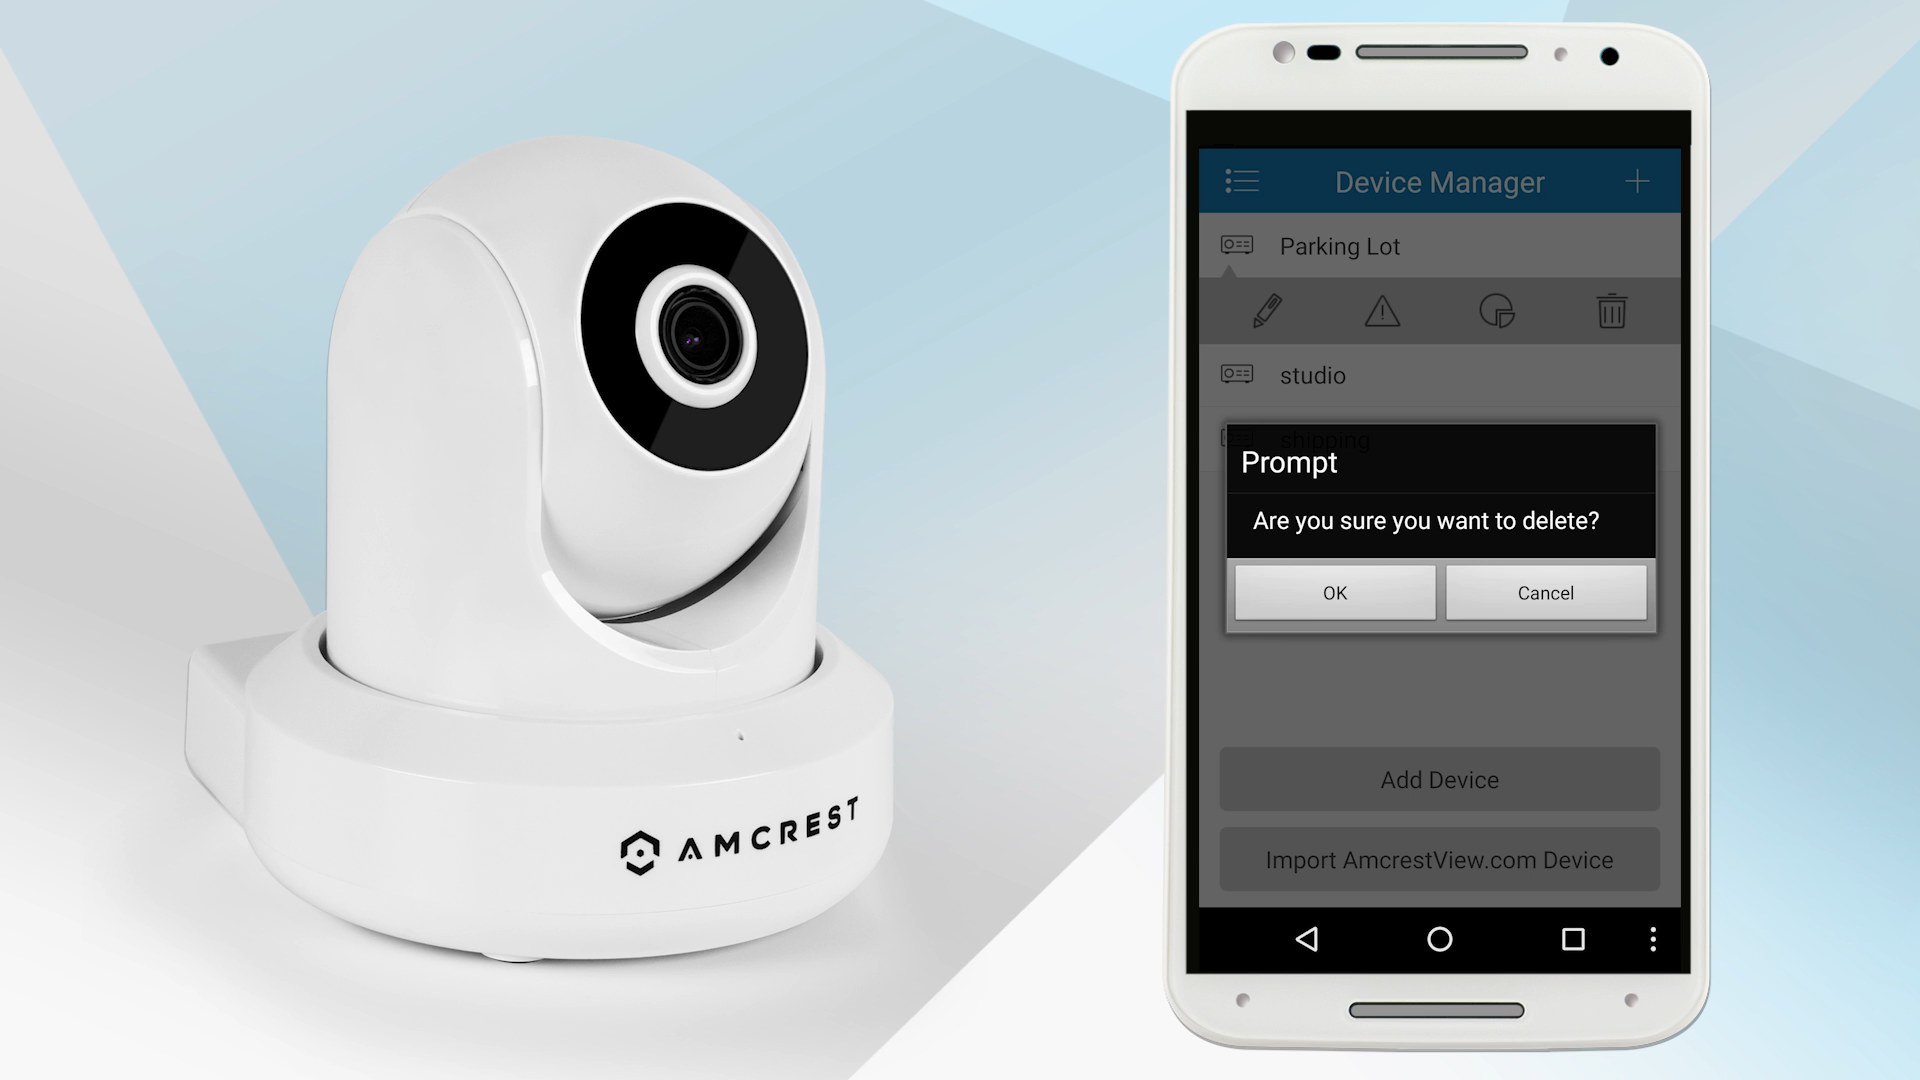 AMCREST
Device Manager
Parking Lot
studio
shipping
Prompt
Are you sure you want to delete?
OK
Cancel
Add Device
Import AmcrestView.com Device